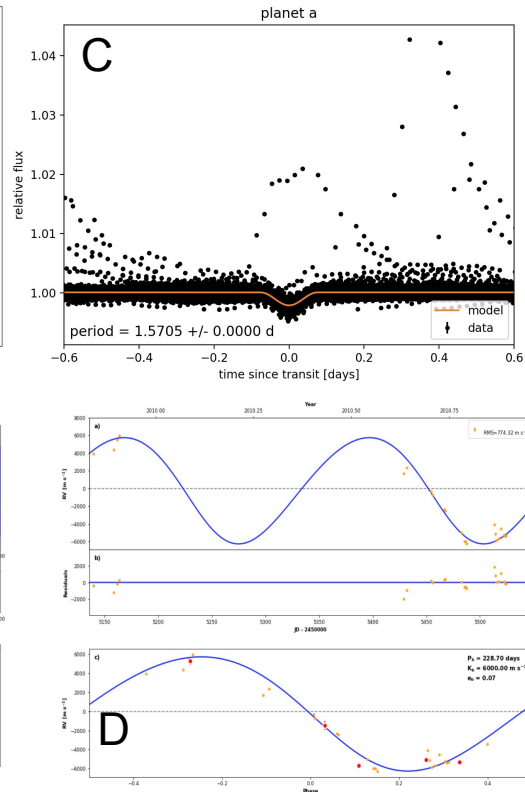 planet a
C
1.04
1.03
1.02
1.01
1.00
relative flux
period = 1.5705 +/- 0.0000 d
model
data
−0.6 −0.4 −0.2 0.0 0.2 0.4 0.6
time since transit [days]
Year
2010.00 2010.25 2010.50 2010.75
a)
RMS=774.32 m s⁻
8000
6000
4000
2000
0
−2000
−4000
−6000
RV [m s⁻¹]
b)
2000
0
−2000
Residuals
5150 5200 5250 5300 5350 5400 5450 5500
JD - 2450000
c)
P_b = 228.70 days
K_b = 6000.00 m s⁻
e_b = 0.07
6000
4000
2000
0
−2000
−4000
−6000
RV [m s⁻¹]
D
−0.4 −0.2 0.0 0.2 0.4
Phase